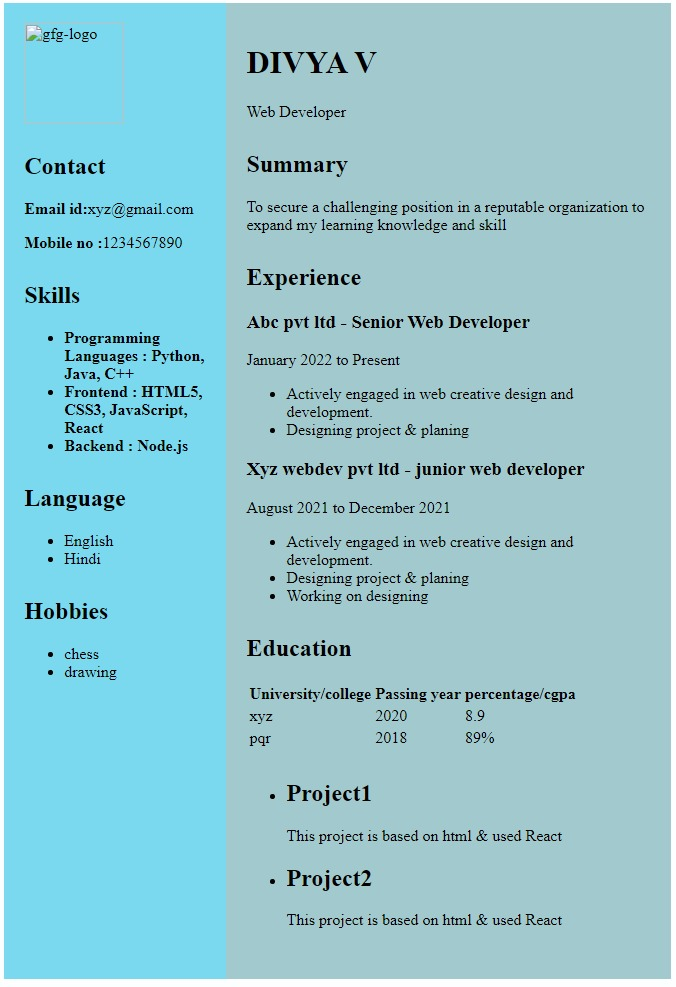 gfg-logo
Contact
Email id:xyz@gmail.com
Mobile no :1234567890
Skills
Programming
Languages : Python,
Java, C++
Frontend : HTML5,
CSS3, JavaScript,
React
Backend : Node.js
Language
English
Hindi
Hobbies
chess
drawing
DIVYA V
Web Developer
Summary
To secure a challenging position in a reputable organization to
expand my learning knowledge and skill
Experience
Abc pvt ltd - Senior Web Developer
January 2022 to Present
Actively engaged in web creative design and
development.
Designing project & planing
Xyz webdev pvt ltd - junior web developer
August 2021 to December 2021
Actively engaged in web creative design and
development.
Designing project & planing
Working on designing
Education
University/college Passing year percentage/cgpa
xyz 2020 8.9
pqr 2018 89%
Project1
This project is based on html & used React
Project2
This project is based on html & used React